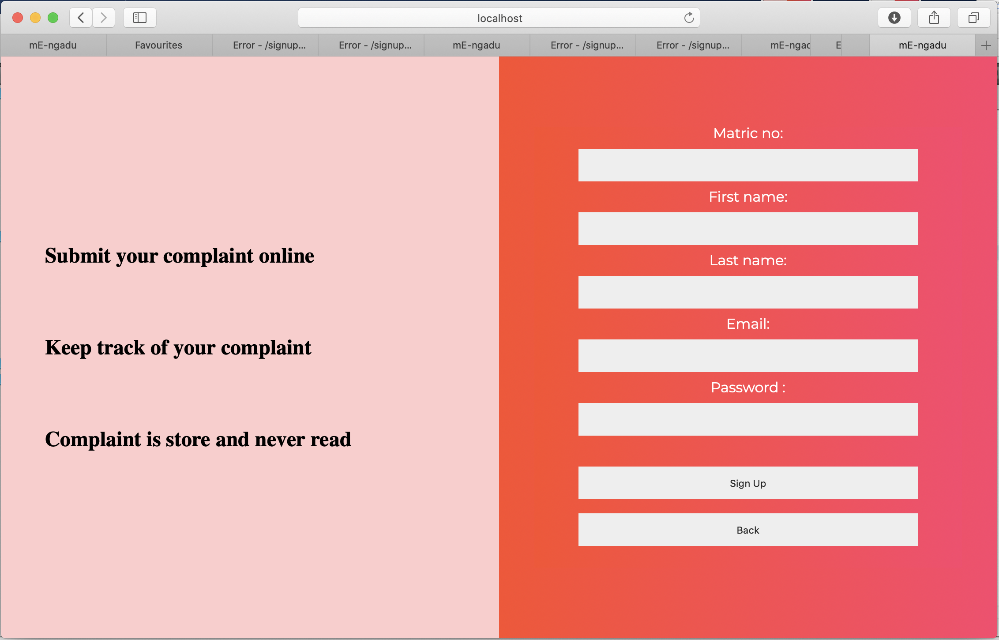 localhost
mE-ngadu
Favourites
Error - /signup...
Error - /signup...
mE-ngadu
Error - /signup...
Error - /signup...
mE-ngad
E
mE-ngadu
Submit your complaint online
Keep track of your complaint
Complaint is store and never read
Matric no:
First name:
Last name:
Email:
Password :
Sign Up
Back